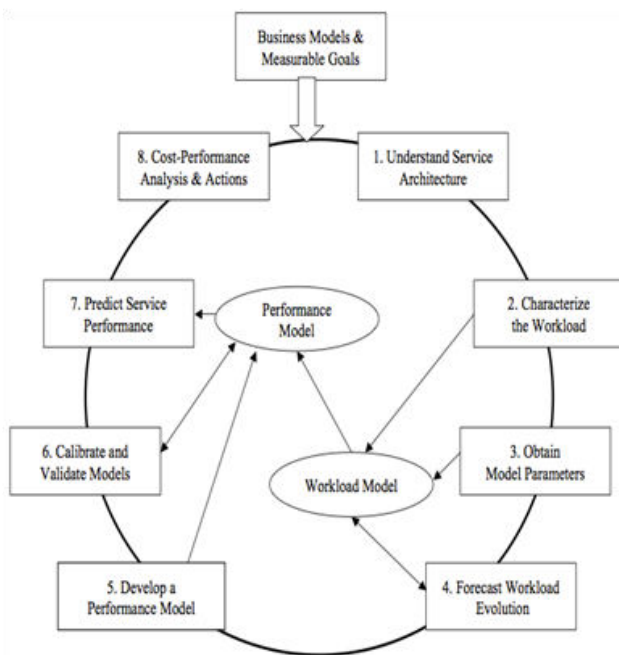 Business Models &
Measurable Goals
8. Cost-Performance
Analysis & Actions
1. Understand Service
Architecture
7. Predict Service
Performance
Performance
Model
2. Characterize
the Workload
6. Calibrate and
Validate Models
Workload Model
3. Obtain
Model Parameters
5. Develop a
Performance Model
4. Forecast Workload
Evolution